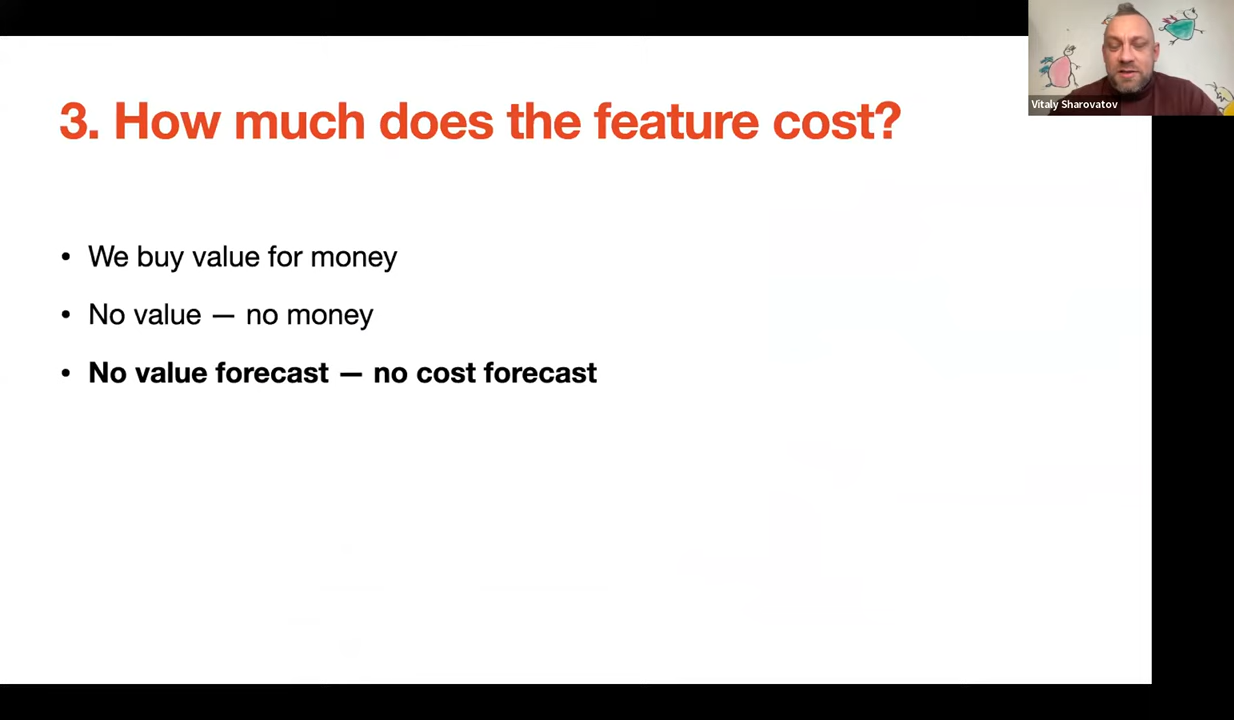 3. How much does the feature cost?
Vitaly Sharovatov
• We buy value for money
• No value — no money
• No value forecast — no cost forecast